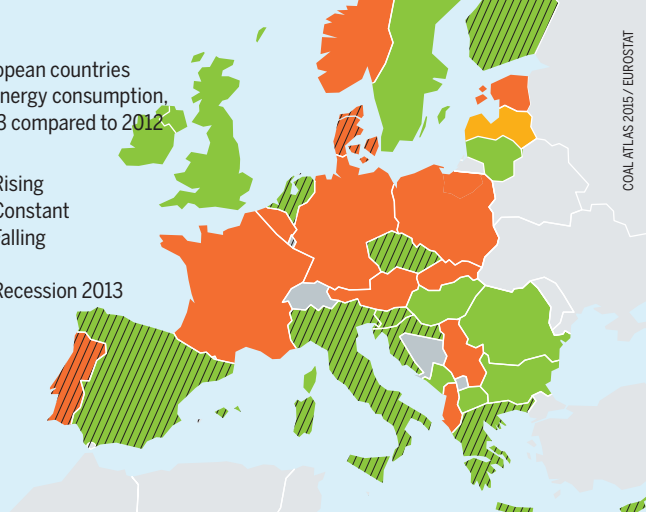 opean countries
nergy consumption,
3 compared to 2012
Rising
Constant
Falling
Recession 2013
COAL ATLAS 2015 / EUROSTAT